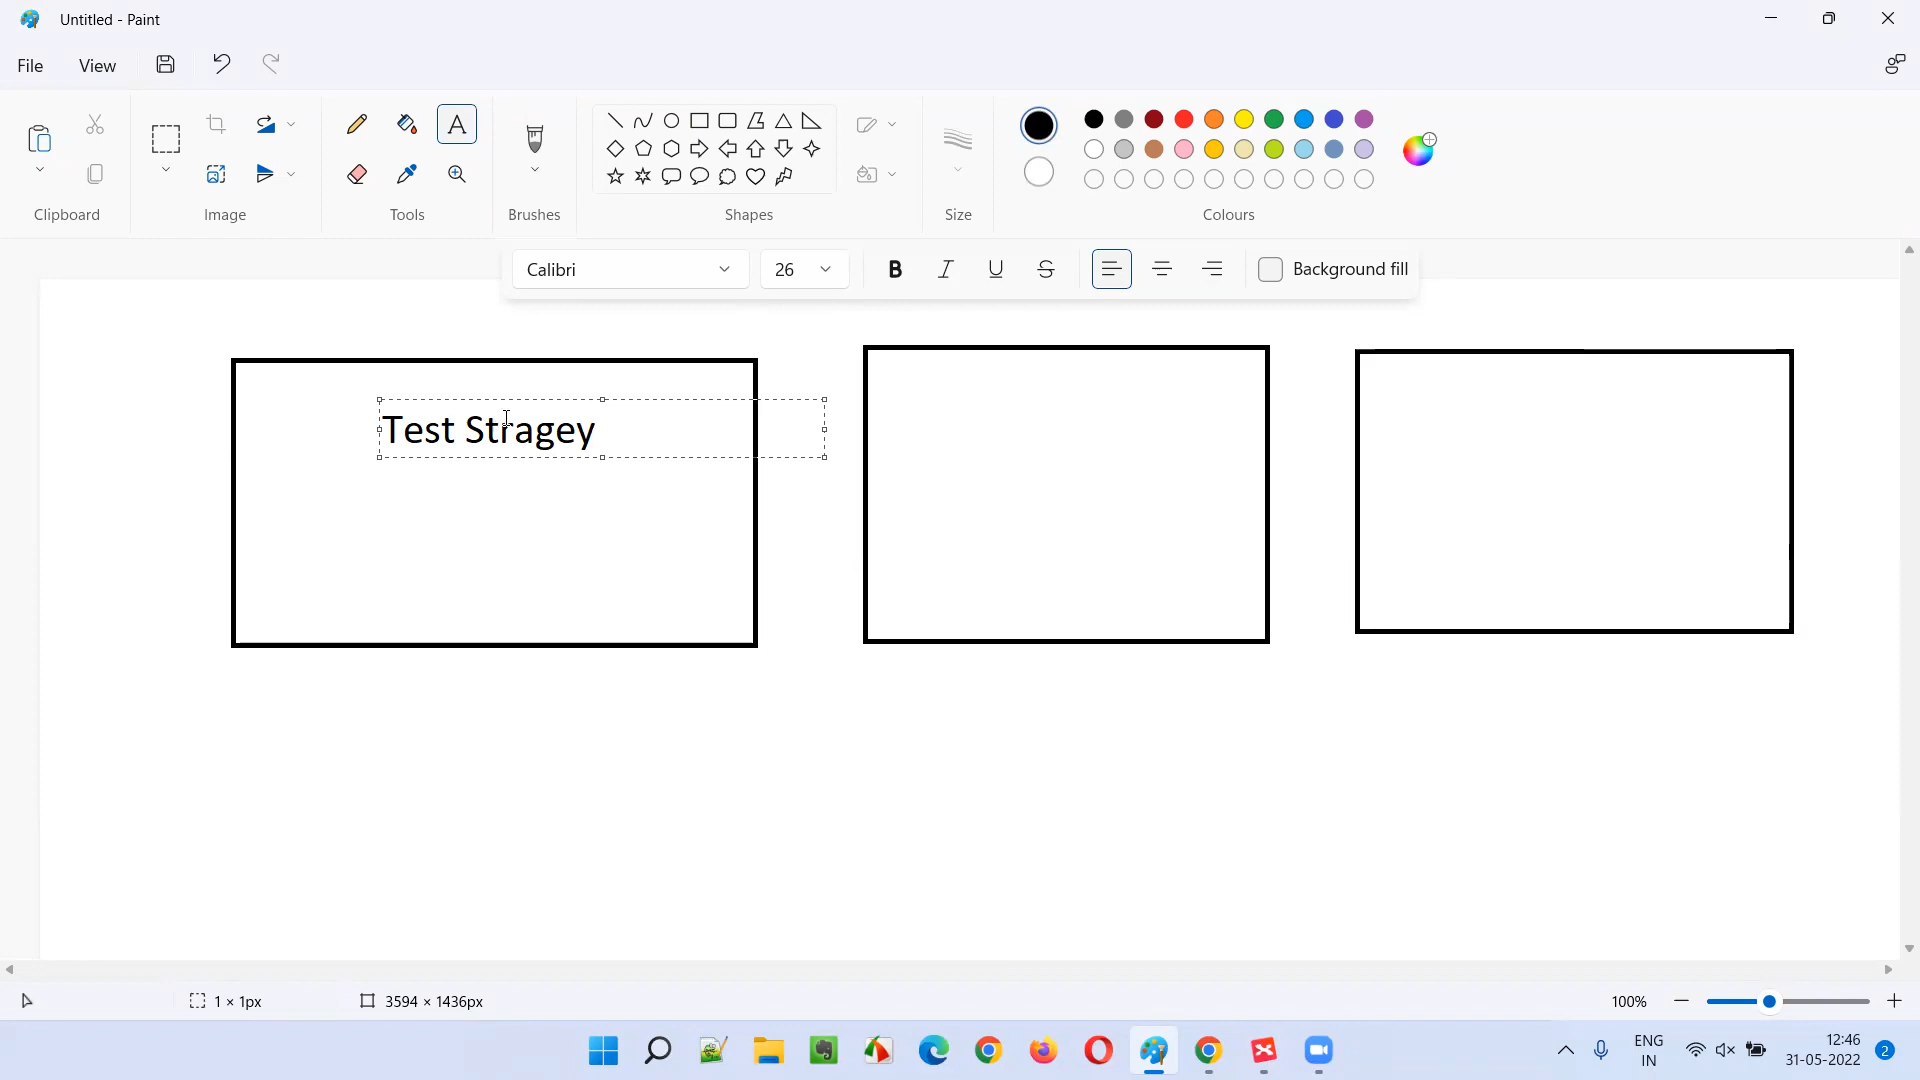 Untitled - Paint
File View
Clipboard
Image
Tools
Brushes
Shapes
Size
Colours
Calibri 26 B I U S Background fill
Test Stragey
1 × 1px 3594 × 1436px 100%
ENG
IN
12:46
31-05-2022
2